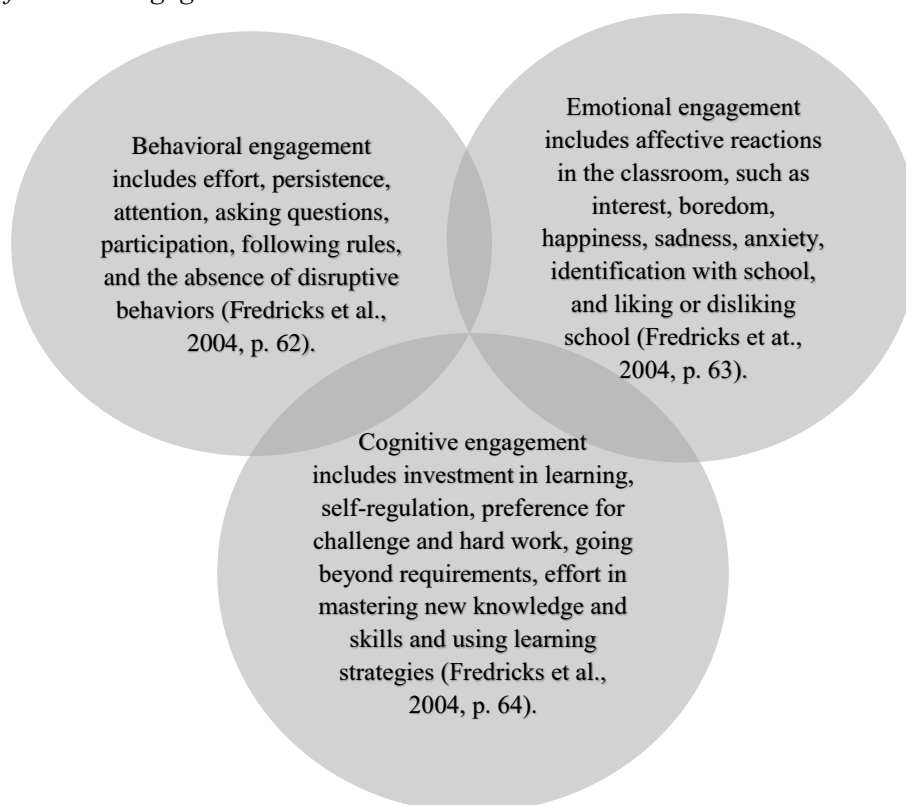 Behavioral engagement
includes effort, persistence,
attention, asking questions,
participation, following rules,
and the absence of disruptive
behaviors (Fredricks et al.,
2004, p. 62).
Emotional engagement
includes affective reactions
in the classroom, such as
interest, boredom,
happiness, sadness, anxiety,
identification with school,
and liking or disliking
school (Fredricks et at.,
2004, p. 63).
Cognitive engagement
includes investment in learning,
self-regulation, preference for
challenge and hard work, going
beyond requirements, effort in
mastering new knowledge and
skills and using learning
strategies (Fredricks et al.,
2004, p. 64).